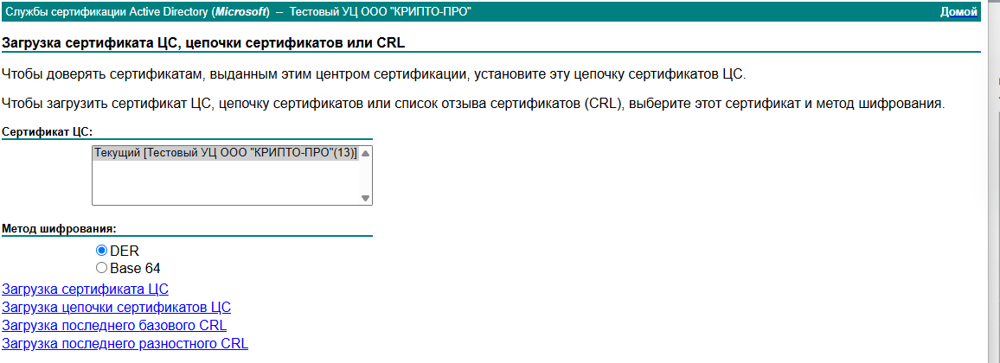 Службы сертификации Active Directory (Microsoft) -- Тестовый УЦ ООО "КРИПТО-ПРО" Домой
Загрузка сертификата ЦС, цепочки сертификатов или CRL
Чтобы доверять сертификатам, выданным этим центром сертификации, установите эту цепочку сертификатов ЦС.
Чтобы загрузить сертификат ЦС, цепочку сертификатов или список отзыва сертификатов (CRL), выберите этот сертификат и метод шифрования.
Сертификат ЦС:
Текущий [Тестовый УЦ ООО "КРИПТО-ПРО"(13)]
Метод шифрования:
DER
Base 64
Загрузка сертификата ЦС
Загрузка цепочки сертификатов ЦС
Загрузка последнего базового CRL
Загрузка последнего разностного CRL